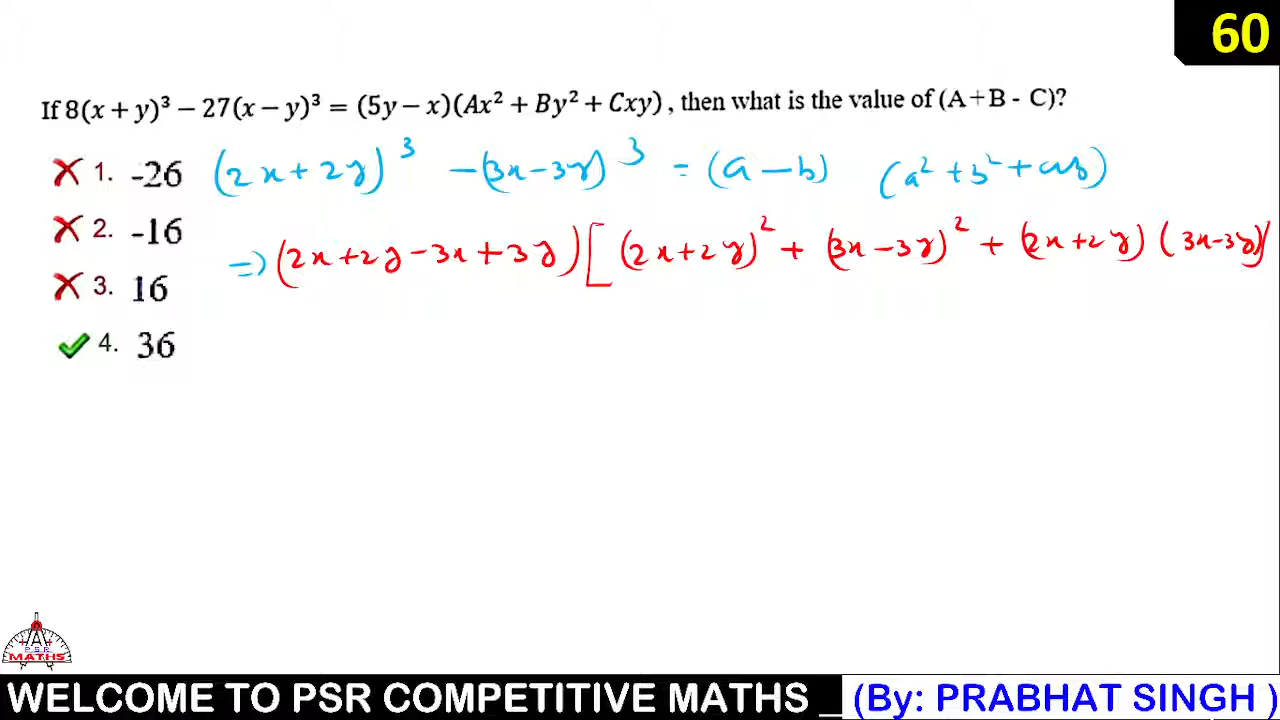 60
If 8(x + y)³ − 27(x − y)³ = (5y − x)(Ax² + By² + Cxy), then what is the value of (A+B - C)?
1. -26
(2x+2y)³ −(3x−3y)³ = (a−b) (a²+b²+ab)
2. -16
⇒ (2x+2y−3x+3y)[(2x+2y)²+(3x−3y)²+(2x+2y)(3x−3y)
3. 16
4. 36
A
PSR
MATHS
WELCOME TO PSR COMPETITIVE MATHS _ (By: PRABHAT SINGH )